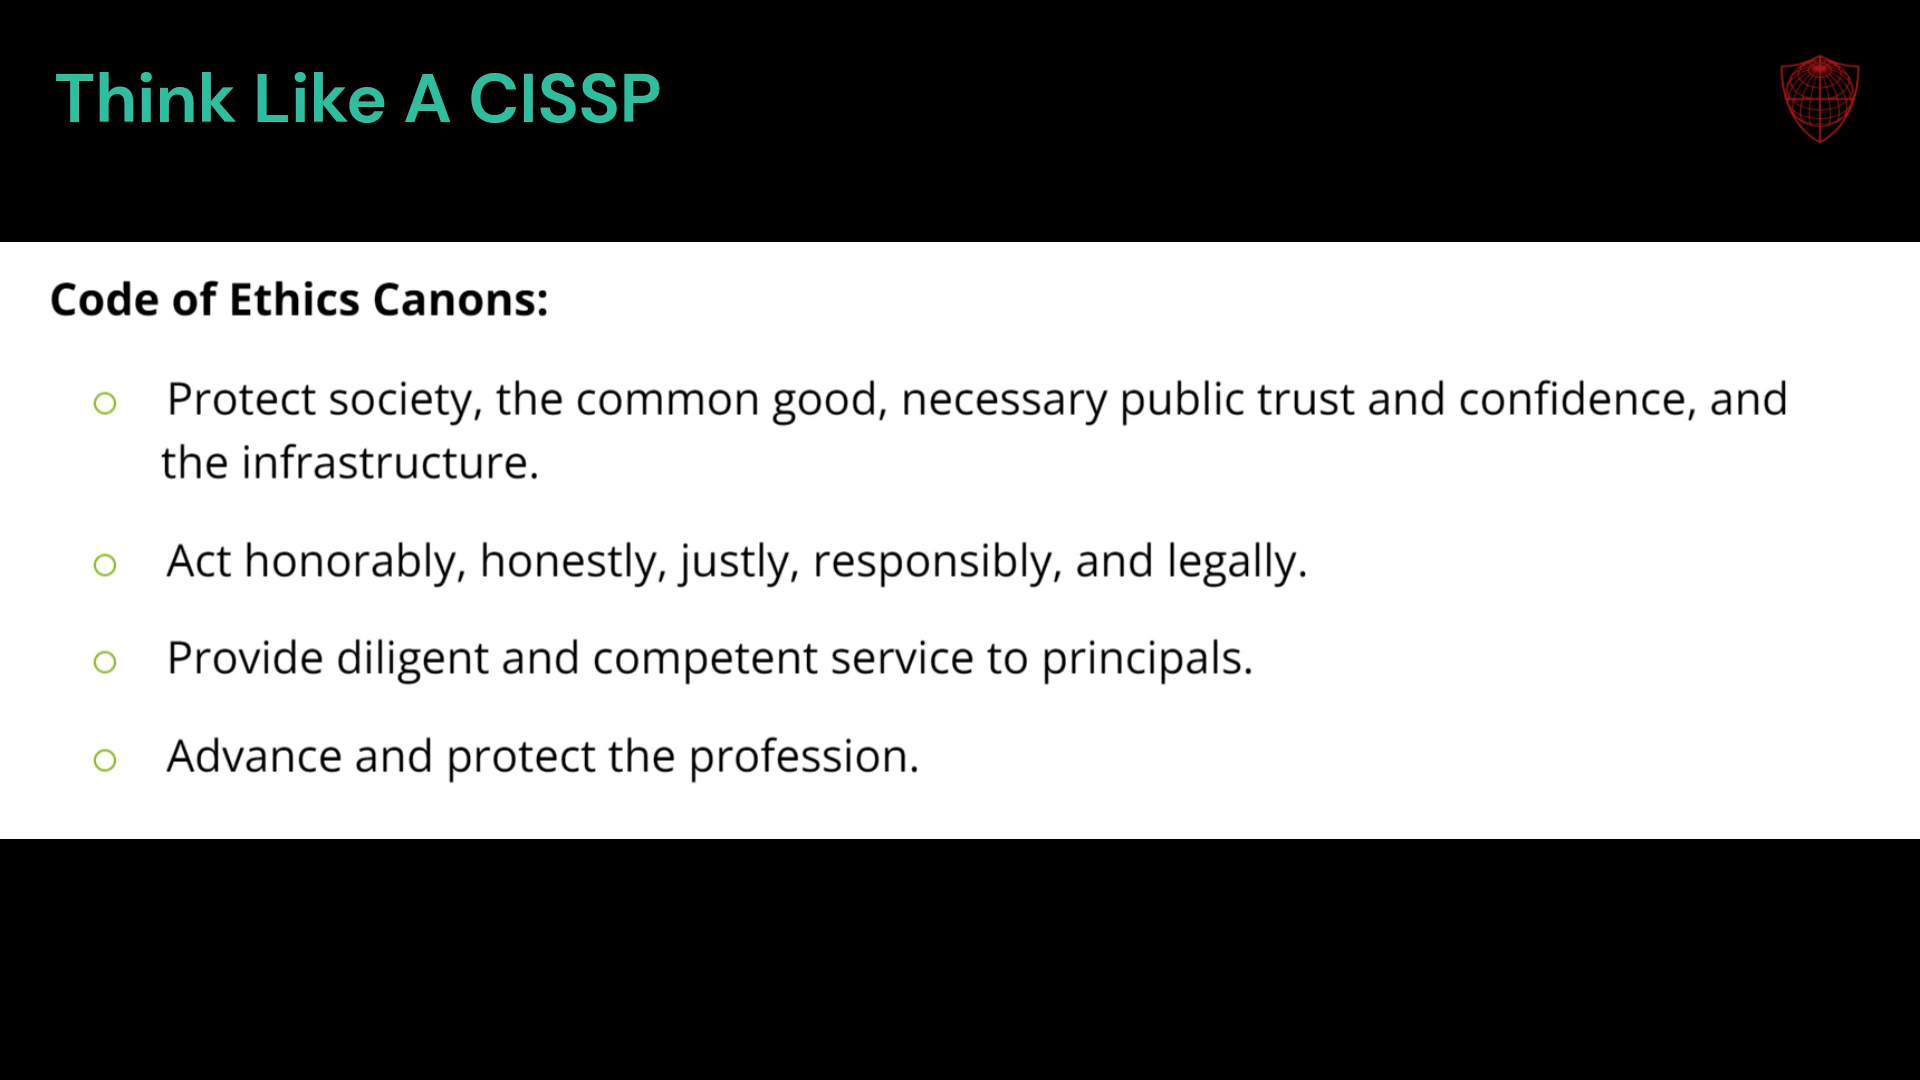 Think Like A CISSP
Code of Ethics Canons:
Protect society, the common good, necessary public trust and confidence, and
the infrastructure.
Act honorably, honestly, justly, responsibly, and legally.
Provide diligent and competent service to principals.
Advance and protect the profession.